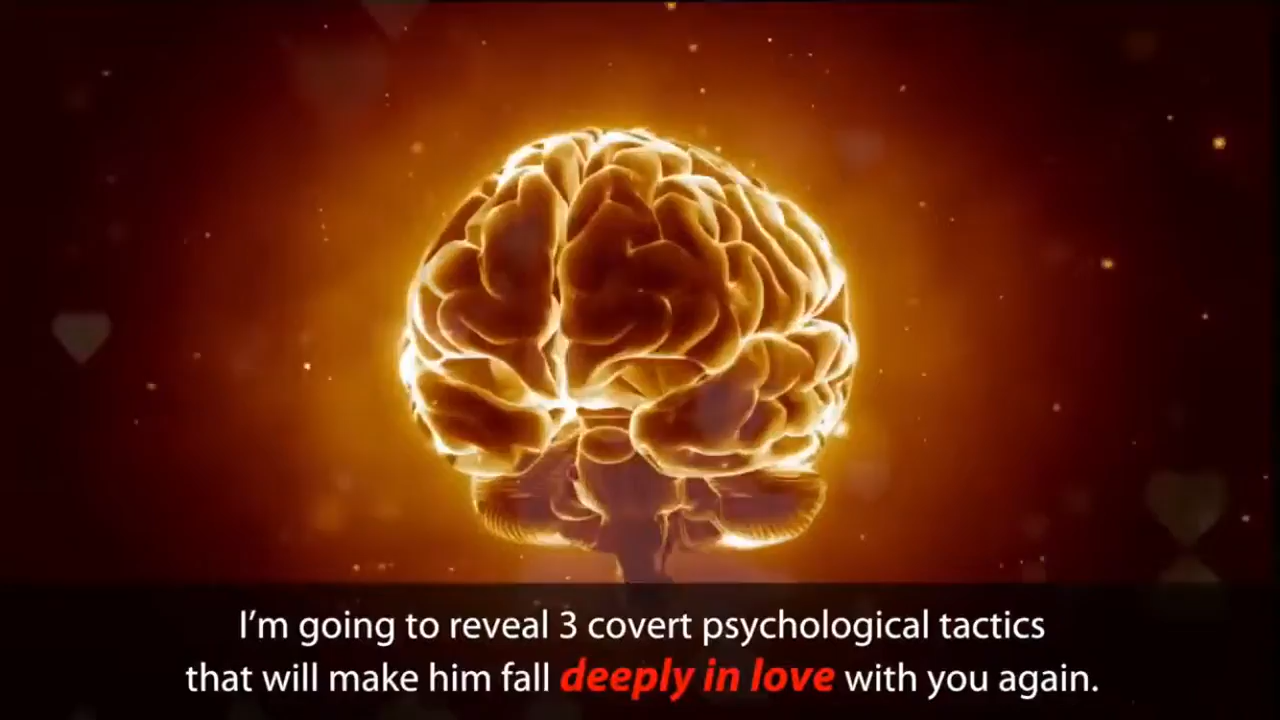 I’m going to reveal 3 covert psychological tactics
that will make him fall deeply in love with you again.